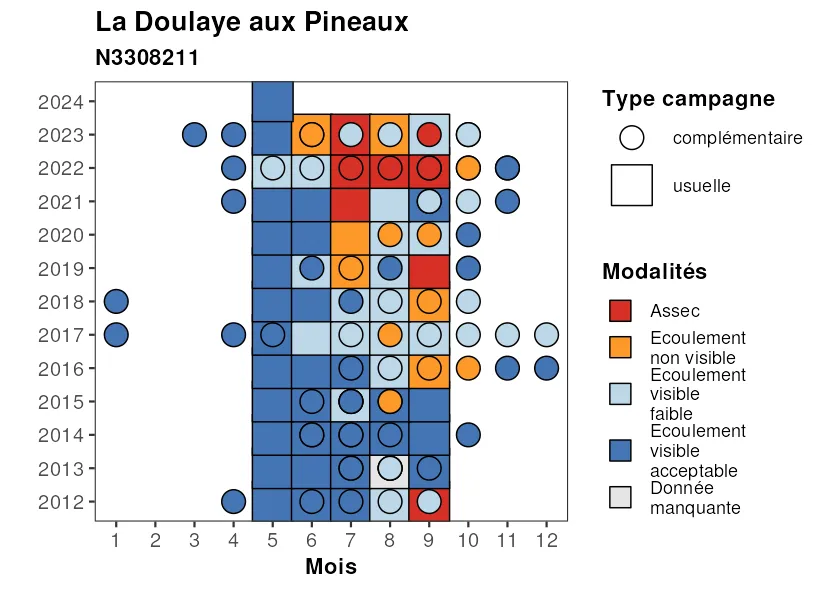 La Doulaye aux Pineaux
N3308211
2024
2023
2022
2021
2020
2019
2018
2017
2016
2015
2014
2013
2012
1 2 3 4 5 6 7 8 9 10 11 12
Mois
Type campagne
complémentaire
usuelle
Modalités
Assec
Ecoulement
non visible
Ecoulement
visible
faible
Ecoulement
visible
acceptable
Donnée
manquante